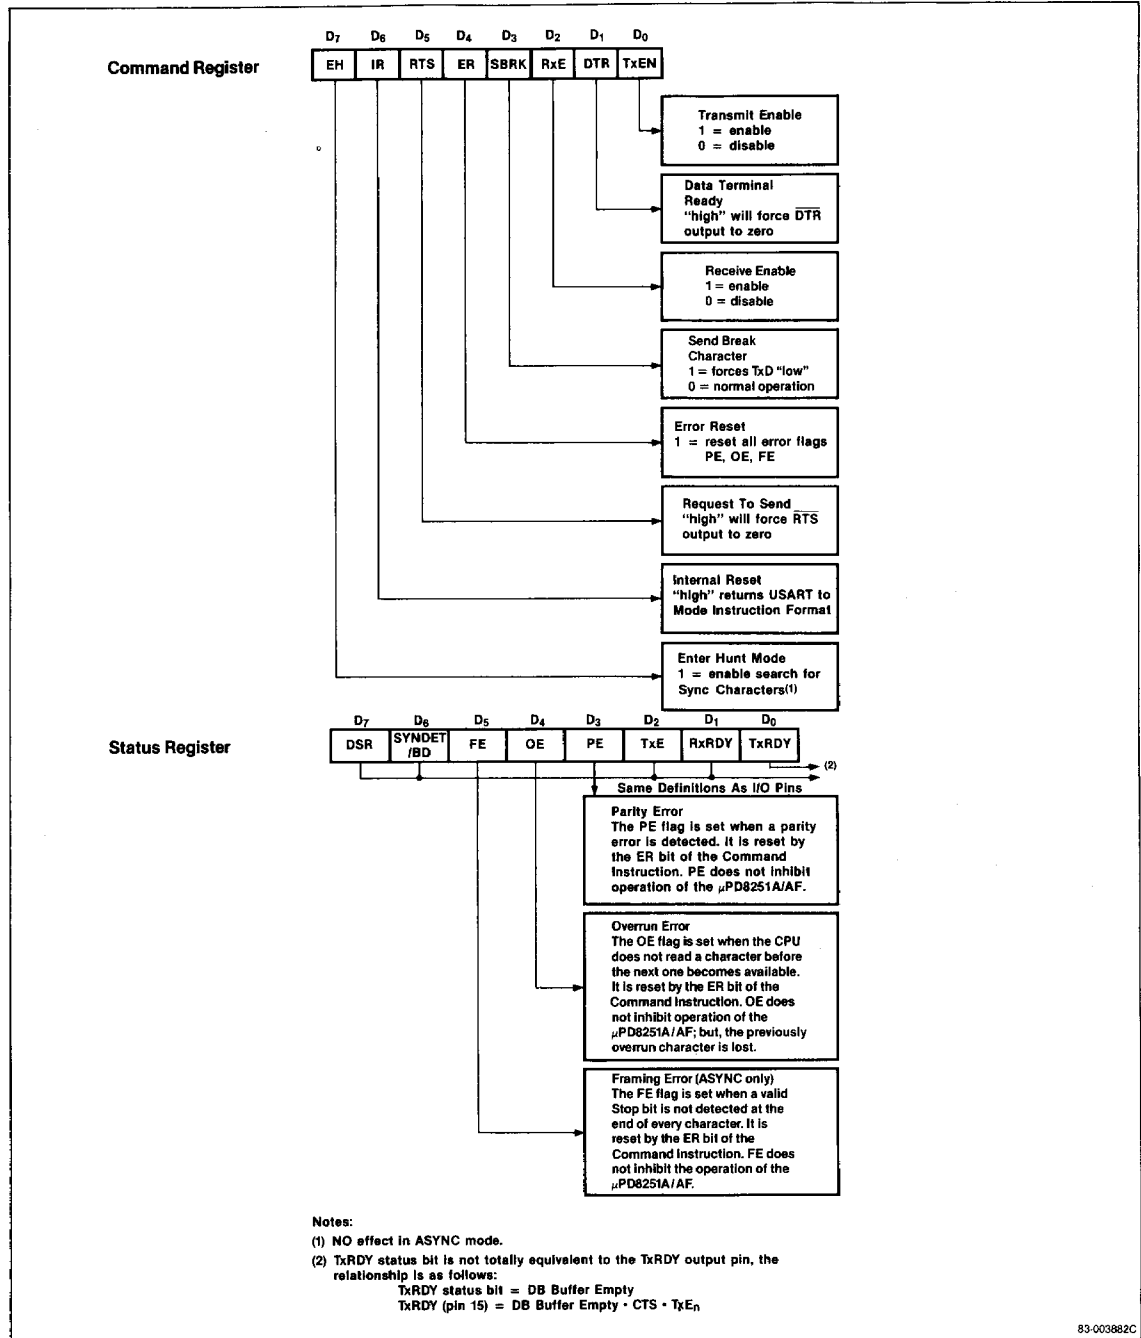 D7 D6 D5 D4 D3 D2 D1 D0
Command Register
EH IR RTS ER SBRK RxE DTR TxEN
Transmit Enable
1 = enable
0 = disable
Data Terminal
Ready
"high" will force DTR
output to zero
Receive Enable
1 = enable
0 = disable
Send Break
Character
1 = forces TxD "low"
0 = normal operation
Error Reset
1 = reset all error flags
PE, OE, FE
Request To Send
"high" will force RTS
output to zero
Internal Reset
"high" returns USART to
Mode Instruction Format
Enter Hunt Mode
1 = enable search for
Sync Characters(1)
D7 D6 D5 D4 D3 D2 D1 D0
Status Register
DSR SYNDET /BD FE OE PE TxE RxRDY TxRDY
(2)
Same Definitions As I/O Pins
Parity Error
The PE flag is set when a parity
error is detected. It is reset by
the ER bit of the Command
Instruction. PE does not inhibit
operation of the μPD8251A/AF.
Overrun Error
The OE flag is set when the CPU
does not read a character before
the next one becomes available.
It is reset by the ER bit of the
Command Instruction. OE does
not inhibit operation of the
μPD8251A/AF; but, the previously
overrun character is lost.
Framing Error (ASYNC only)
The FE flag is set when a valid
Stop bit is not detected at the
end of every character. It is
reset by the ER bit of the
Command Instruction. FE does
not inhibit the operation of the
μPD8251A/AF.
Notes:
(1) NO effect in ASYNC mode.
(2) TxRDY status bit is not totally equivalent to the TxRDY output pin, the
relationship is as follows:
TxRDY status bit = DB Buffer Empty
TxRDY (pin 15) = DB Buffer Empty • CTS • TxEn
83-003882C